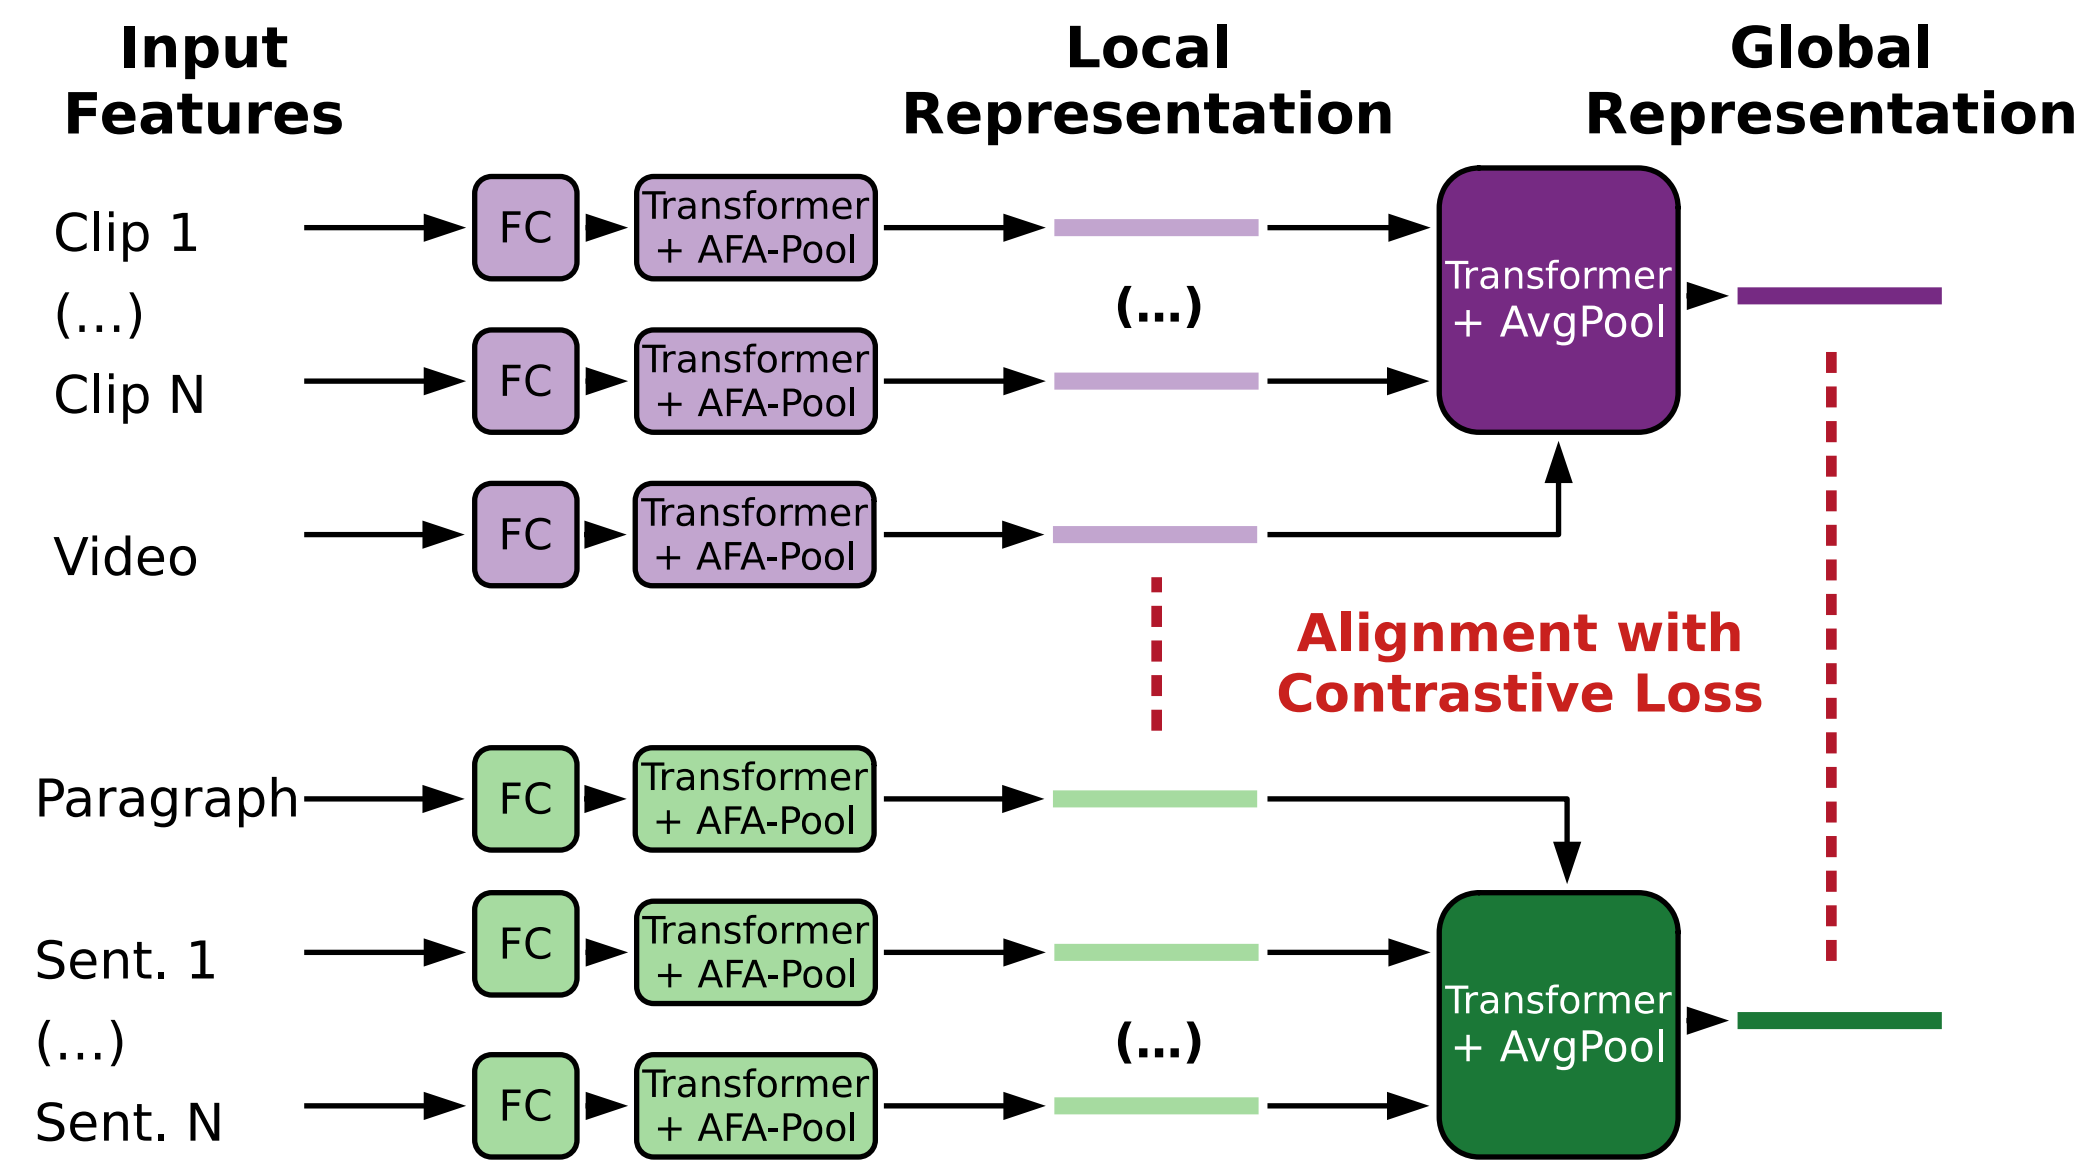 Input
Features
Local
Representation
Global
Representation
Clip 1
FC
Transformer
+ AFA-Pool
(...)
(...)
Clip N
FC
Transformer
+ AFA-Pool
Transformer
+ AvgPool
Video
FC
Transformer
+ AFA-Pool
Alignment with
Contrastive Loss
Paragraph
FC
Transformer
+ AFA-Pool
Sent. 1
FC
Transformer
+ AFA-Pool
(...)
(...)
Sent. N
FC
Transformer
+ AFA-Pool
Transformer
+ AvgPool